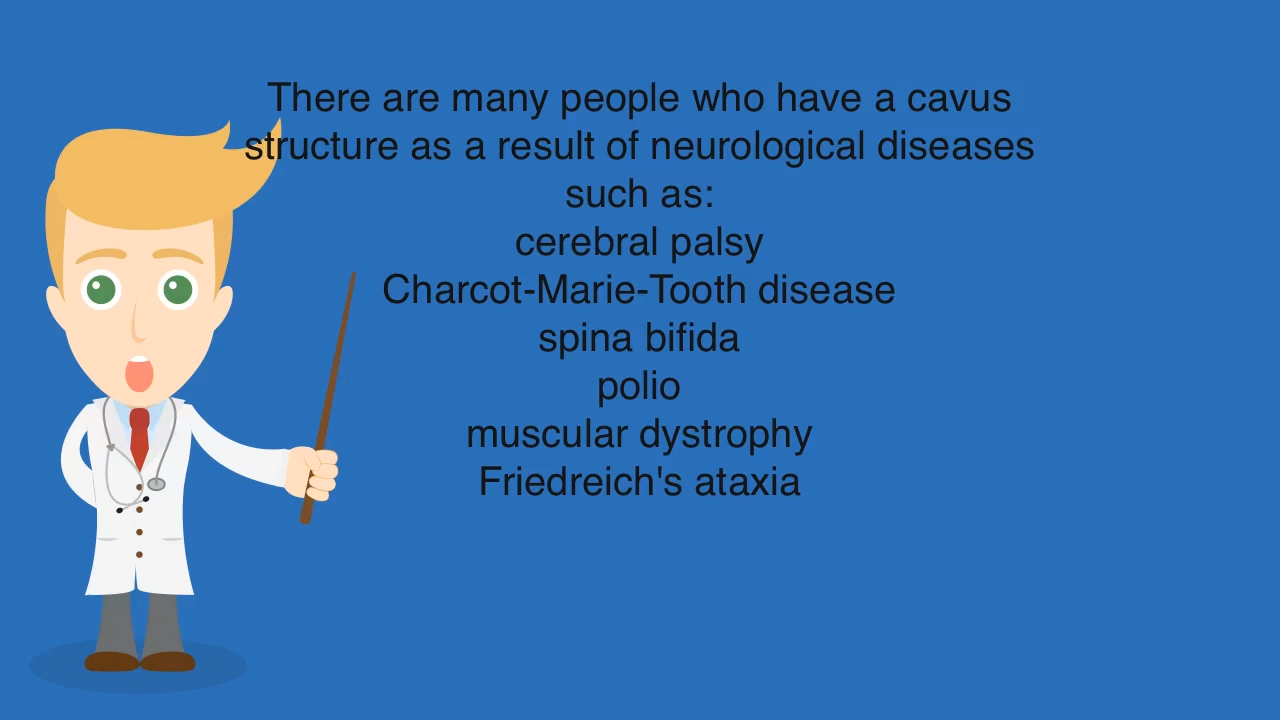 There are many people who have a cavus
structure as a result of neurological diseases
such as:
cerebral palsy
Charcot-Marie-Tooth disease
spina bifida
polio
muscular dystrophy
Friedreich's ataxia